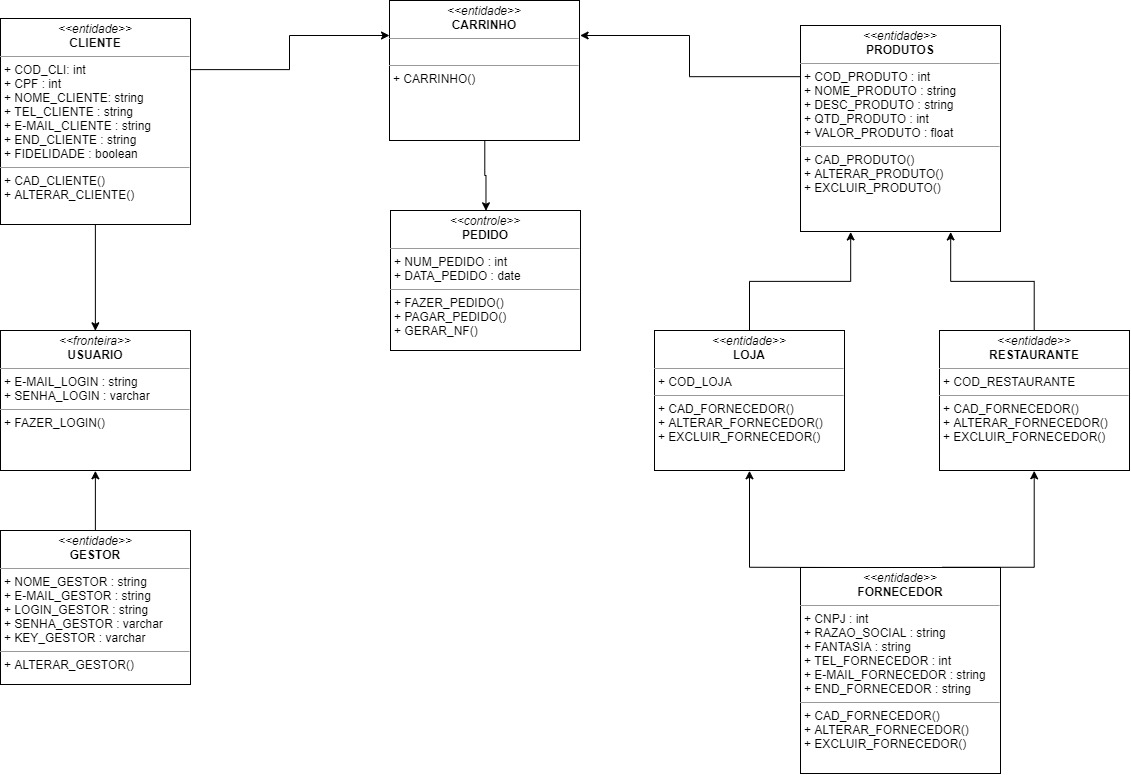 <<entidade>>
CLIENTE
+ COD_CLI: int
+ CPF : int
+ NOME_CLIENTE: string
+ TEL_CLIENTE : string
+ E-MAIL_CLIENTE : string
+ END_CLIENTE : string
+ FIDELIDADE : boolean
+ CAD_CLIENTE()
+ ALTERAR_CLIENTE()
<<entidade>>
CARRINHO
+ CARRINHO()
<<entidade>>
PRODUTOS
+ COD_PRODUTO : int
+ NOME_PRODUTO : string
+ DESC_PRODUTO : string
+ QTD_PRODUTO : int
+ VALOR_PRODUTO : float
+ CAD_PRODUTO()
+ ALTERAR_PRODUTO()
+ EXCLUIR_PRODUTO()
<<controle>>
PEDIDO
+ NUM_PEDIDO : int
+ DATA_PEDIDO : date
+ FAZER_PEDIDO()
+ PAGAR_PEDIDO()
+ GERAR_NF()
<<fronteira>>
USUARIO
+ E-MAIL_LOGIN : string
+ SENHA_LOGIN : varchar
+ FAZER_LOGIN()
<<entidade>>
LOJA
+ COD_LOJA
+ CAD_FORNECEDOR()
+ ALTERAR_FORNECEDOR()
+ EXCLUIR_FORNECEDOR()
<<entidade>>
RESTAURANTE
+ COD_RESTAURANTE
+ CAD_FORNECEDOR()
+ ALTERAR_FORNECEDOR()
+ EXCLUIR_FORNECEDOR()
<<entidade>>
GESTOR
+ NOME_GESTOR : string
+ E-MAIL_GESTOR : string
+ LOGIN_GESTOR : string
+ SENHA_GESTOR : varchar
+ KEY_GESTOR : varchar
+ ALTERAR_GESTOR()
<<entidade>>
FORNECEDOR
+ CNPJ : int
+ RAZAO_SOCIAL : string
+ FANTASIA : string
+ TEL_FORNECEDOR : int
+ E-MAIL_FORNECEDOR : string
+ END_FORNECEDOR : string
+ CAD_FORNECEDOR()
+ ALTERAR_FORNECEDOR()
+ EXCLUIR_FORNECEDOR()